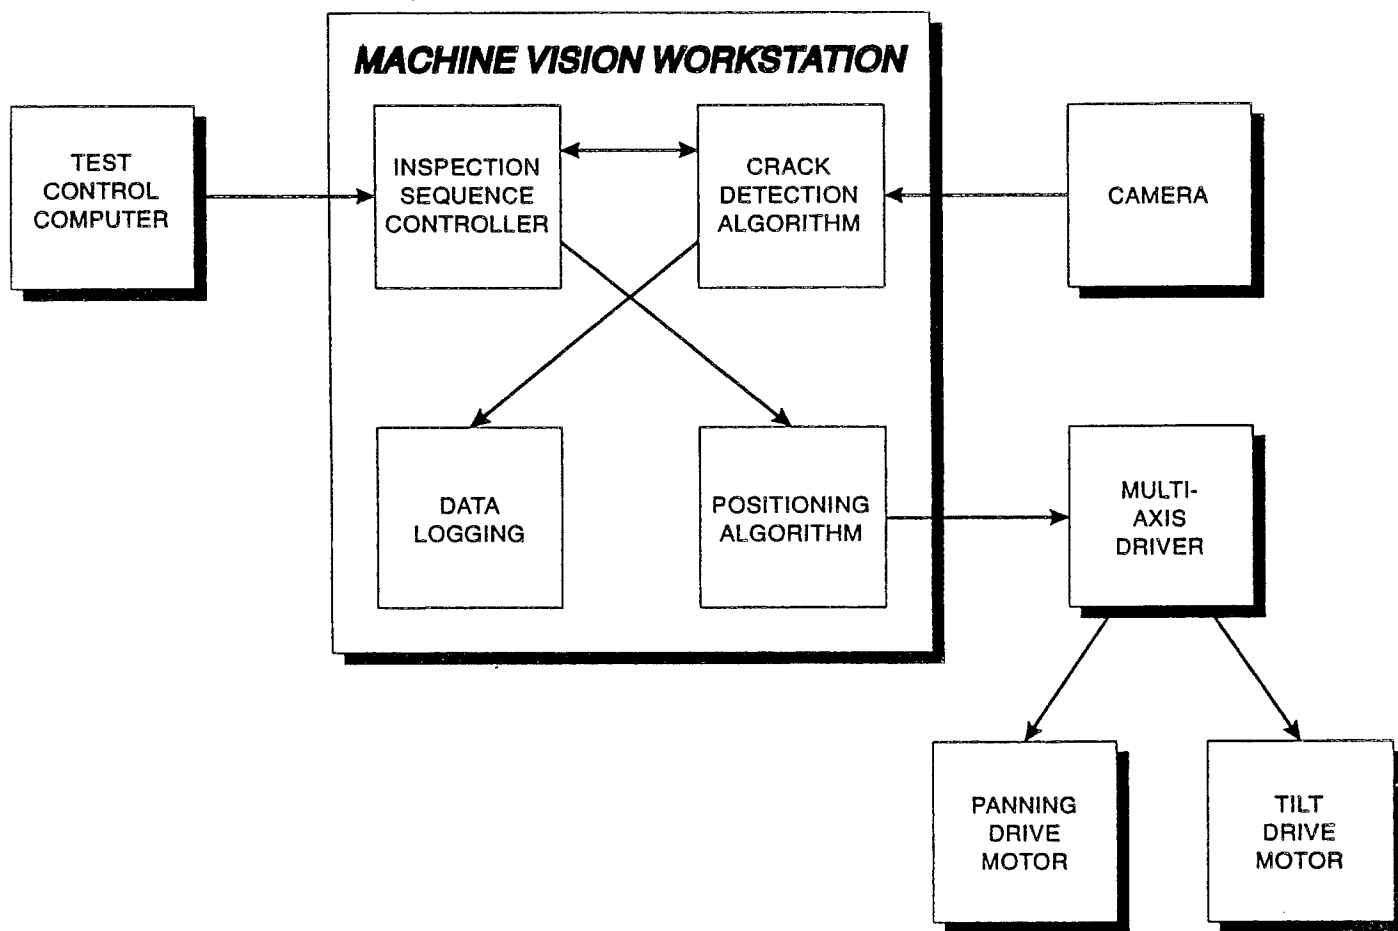 MACHINE VISION WORKSTATION
TEST
CONTROL
COMPUTER
INSPECTION
SEQUENCE
CONTROLLER
CRACK
DETECTION
ALGORITHM
CAMERA
DATA
LOGGING
POSITIONING
ALGORITHM
MULTI-
AXIS
DRIVER
PANNING
DRIVE
MOTOR
TILT
DRIVE
MOTOR